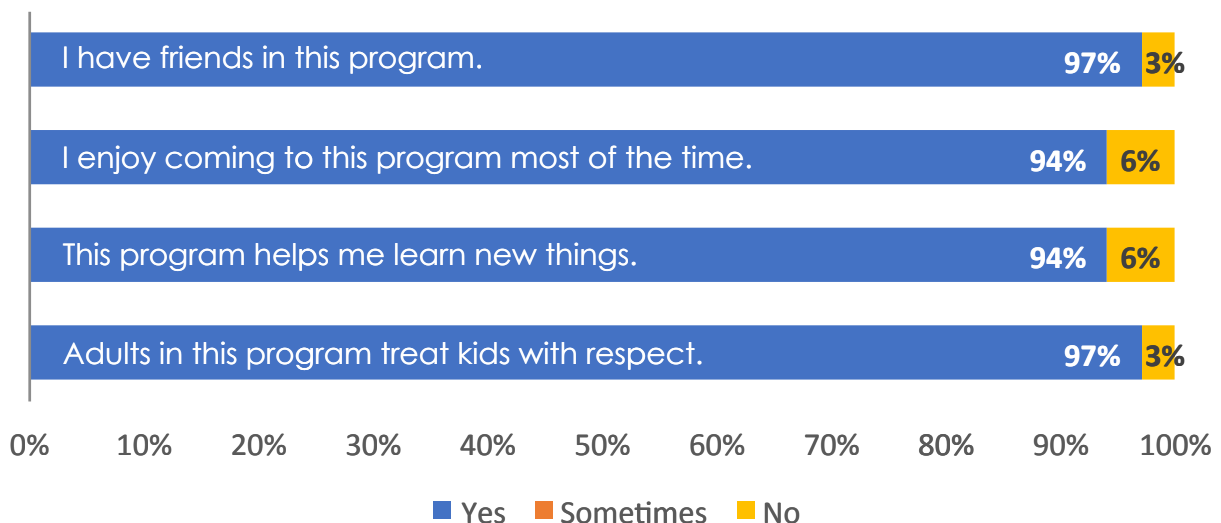 I have friends in this program. 97% 3%
I enjoy coming to this program most of the time. 94% 6%
This program helps me learn new things. 94% 6%
Adults in this program treat kids with respect. 97% 3%
0% 10% 20% 30% 40% 50% 60% 70% 80% 90% 100%
Yes Sometimes No